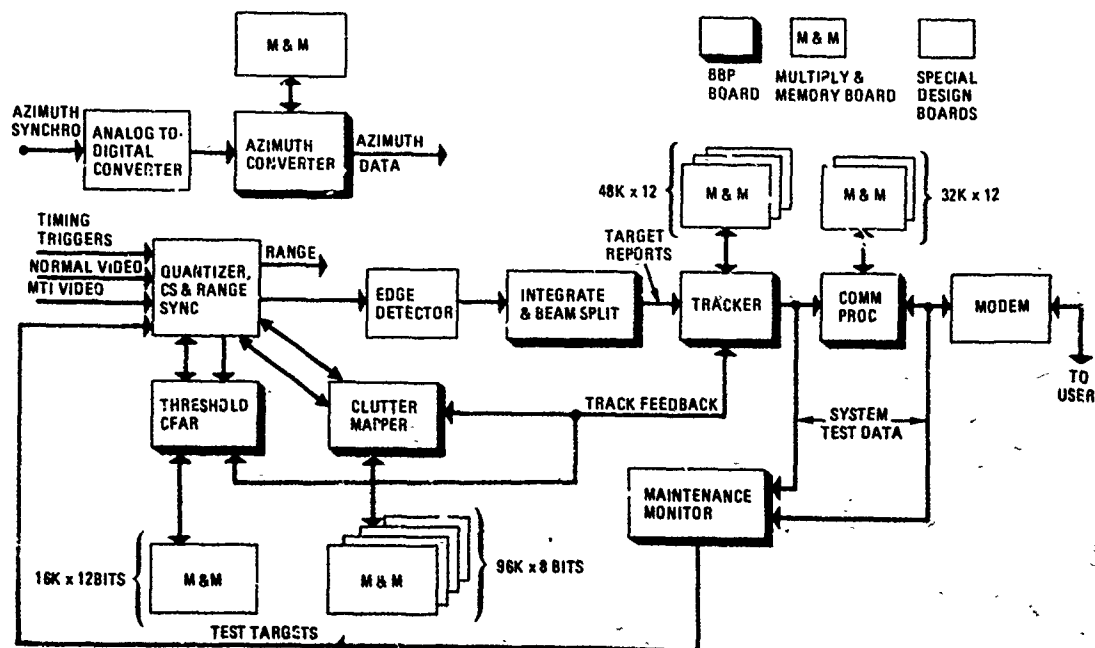 M & M
BBP
BOARD
M & M
MULTIPLY &
MEMORY BOARD
SPECIAL
DESIGN
BOARDS
AZIMUTH
SYNCHRO
ANALOG TO-
DIGITAL
CONVERTER
AZIMUTH
CONVERTER
AZIMUTH
DATA
48K x 12
M & M
M & M
32K x 12
TIMING
TRIGGERS
NORMAL VIDEO
MTI VIDEO
QUANTIZER,
CS & RANGE
SYNC
RANGE
EDGE
DETECTOR
INTEGRATE
& BEAM SPLIT
TARGET
REPORTS
TRACKER
COMM
PROC
MODEM
TO
USER
THRESHOLD
CFAR
CLUTTER
MAPPER
TRACK FEEDBACK
SYSTEM
TEST DATA
MAINTENANCE
MONITOR
16K x 12BITS
M & M
M & M
96K x 8 BITS
TEST TARGETS